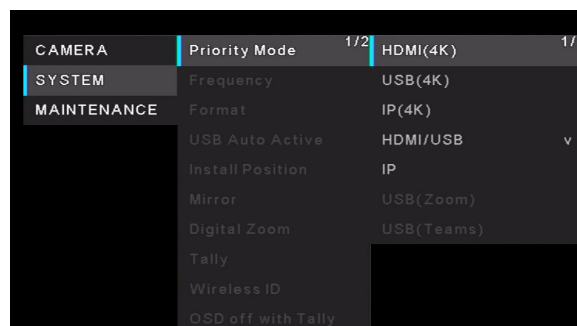 CAMERA
SYSTEM
MAINTENANCE
Priority Mode 1/2
Frequency
Format
USB Auto Active
Install Position
Mirror
Digital Zoom
Tally
Wireless ID
OSD off with Tally
HDMI(4K) 1/
USB(4K)
IP(4K)
HDMI/USB v
IP
USB(Zoom)
USB(Teams)